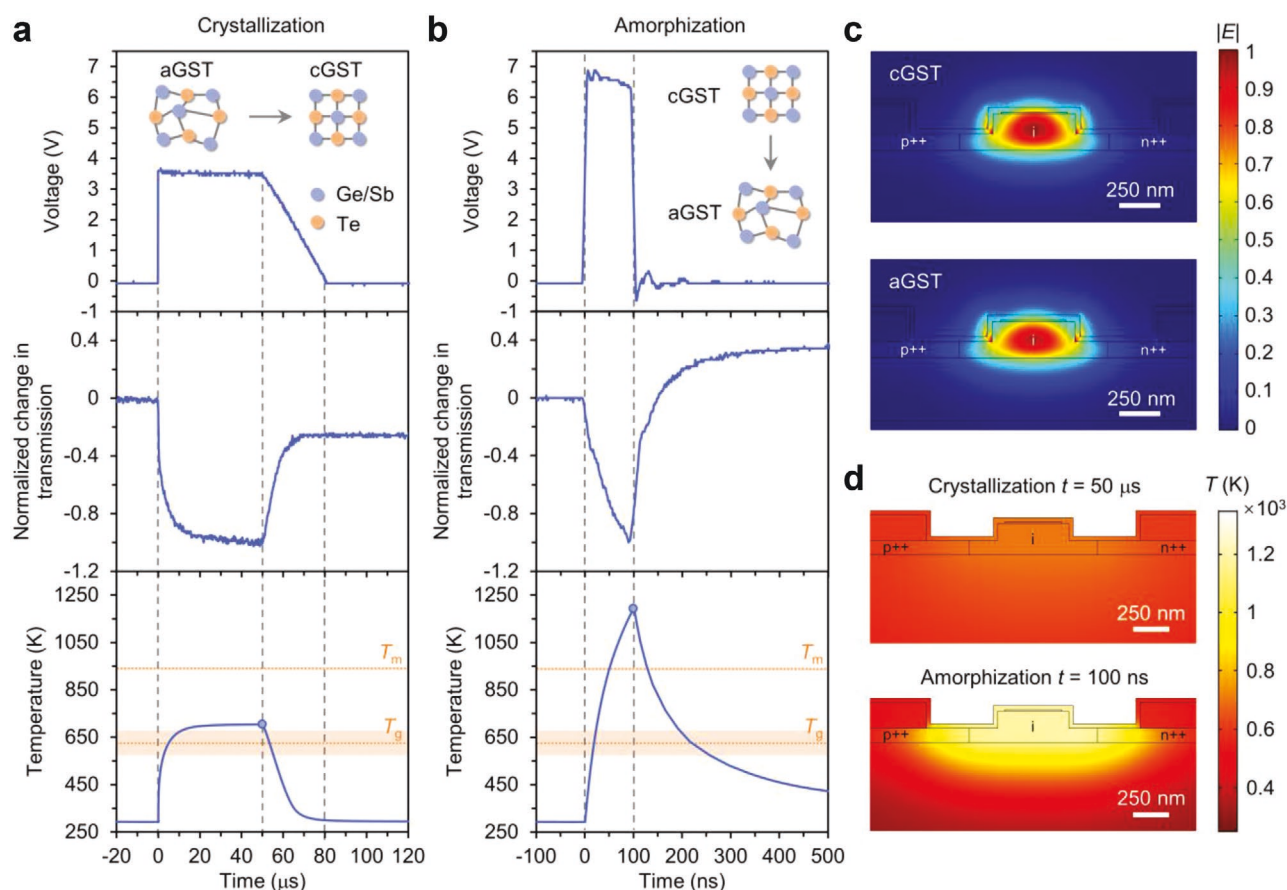 a
Crystallization
aGST
cGST
Ge/Sb
Te
Voltage (V)
7
6
5
4
3
2
1
0
-1
Normalized change in
transmission
0.4
0
-0.4
-0.8
-1.2
Temperature (K)
1250
1050
850
650
450
250
Tm
Tg
-20
0
20
40
60
80
100
120
Time (μs)
b
Amorphization
cGST
aGST
Voltage (V)
7
6
5
4
3
2
1
0
-1
Normalized change in
transmission
0.4
0
-0.4
-0.8
-1.2
Temperature (K)
1250
1050
850
650
450
250
Tm
Tg
-100
0
100
200
300
400
500
Time (ns)
c
cGST
p++
i
n++
250 nm
aGST
p++
i
n++
250 nm
|E|
1
0.9
0.8
0.7
0.6
0.5
0.4
0.3
0.2
0.1
0
d
Crystallization t = 50 μs
p++
i
n++
250 nm
Amorphization t = 100 ns
p++
i
n++
250 nm
T (K)
×10³
1.2
1
0.8
0.6
0.4